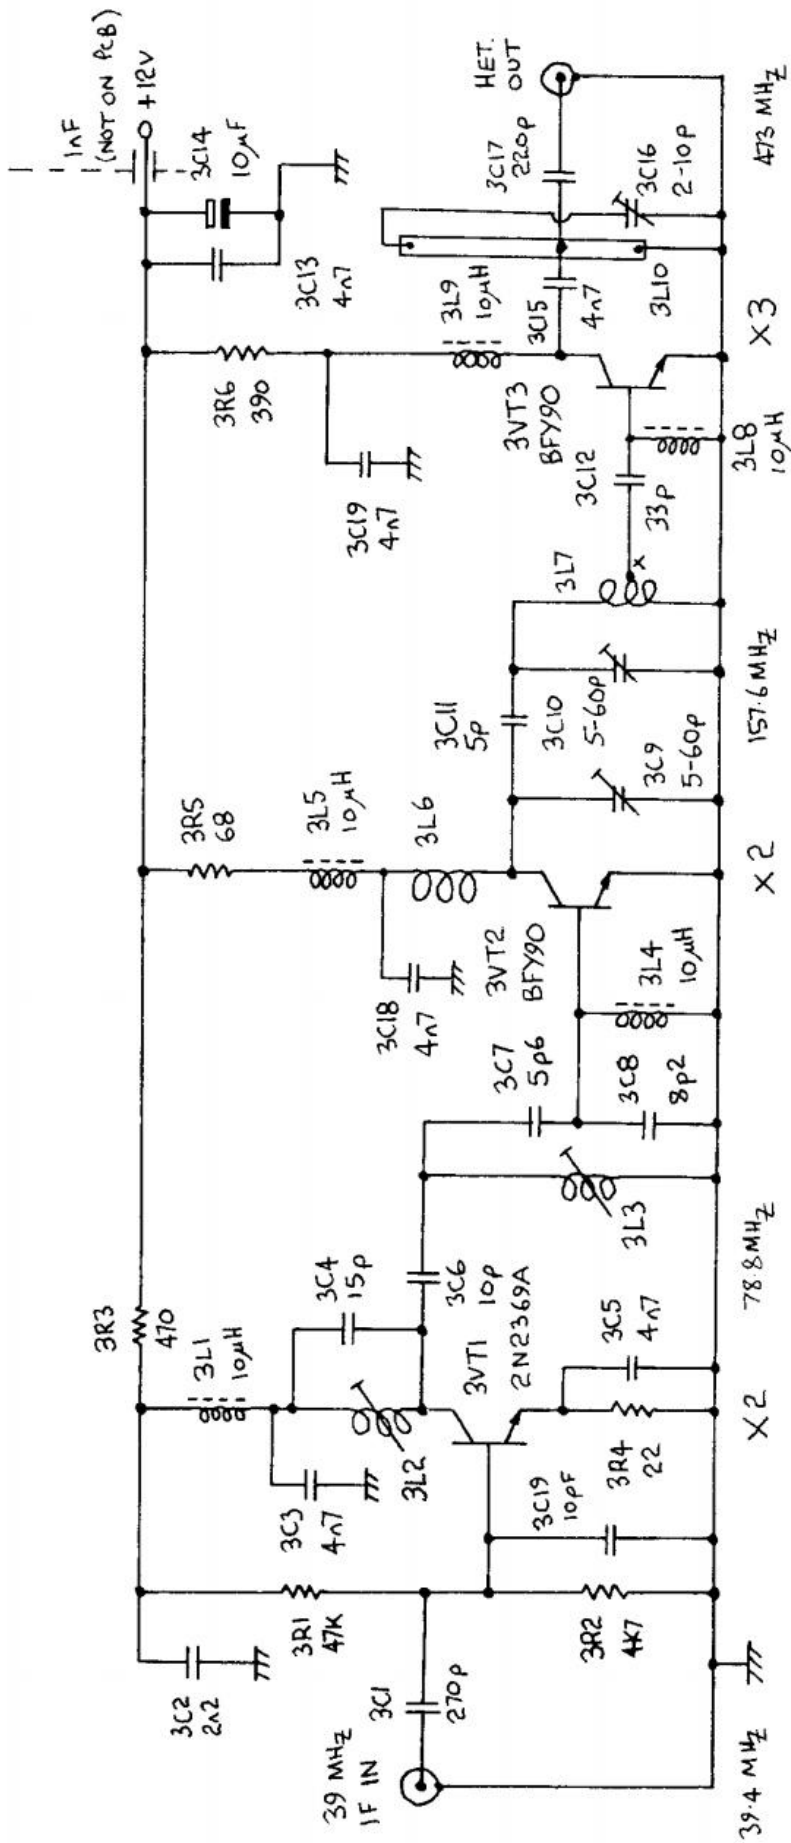 1nF
(NOT ON PCB)
+12V
3C14
10µF
3C13
4n7
3R6
390
3C19
4n7
3L9
10µH
3C15
4n7
3C17
220p
HET.
OUT
3C16
2-10p
3L10
473 MHz
X3
3VT3
BFY90
3C12
33p
3L8
10µH
3L7
x
3C11
5p
3C10
5-60p
3C9
5-60p
157.6MHz
3R5
68
3L5
10µH
3L6
3C18
4n7
3VT2
BFY90
X2
3L4
10µH
3C7
5p6
3C8
8p2
3L3
78.8MHz
3R3
470
3L1
10µH
3C4
15p
3C6
10p
3VT1
2N2369A
3C5
4n7
3R4
22
X2
3L2
3C3
4n7
3C19
10pF
3R1
47K
3R2
4K7
3C2
2n2
3C1
270p
39 MHz
IF IN
39.4 MHz